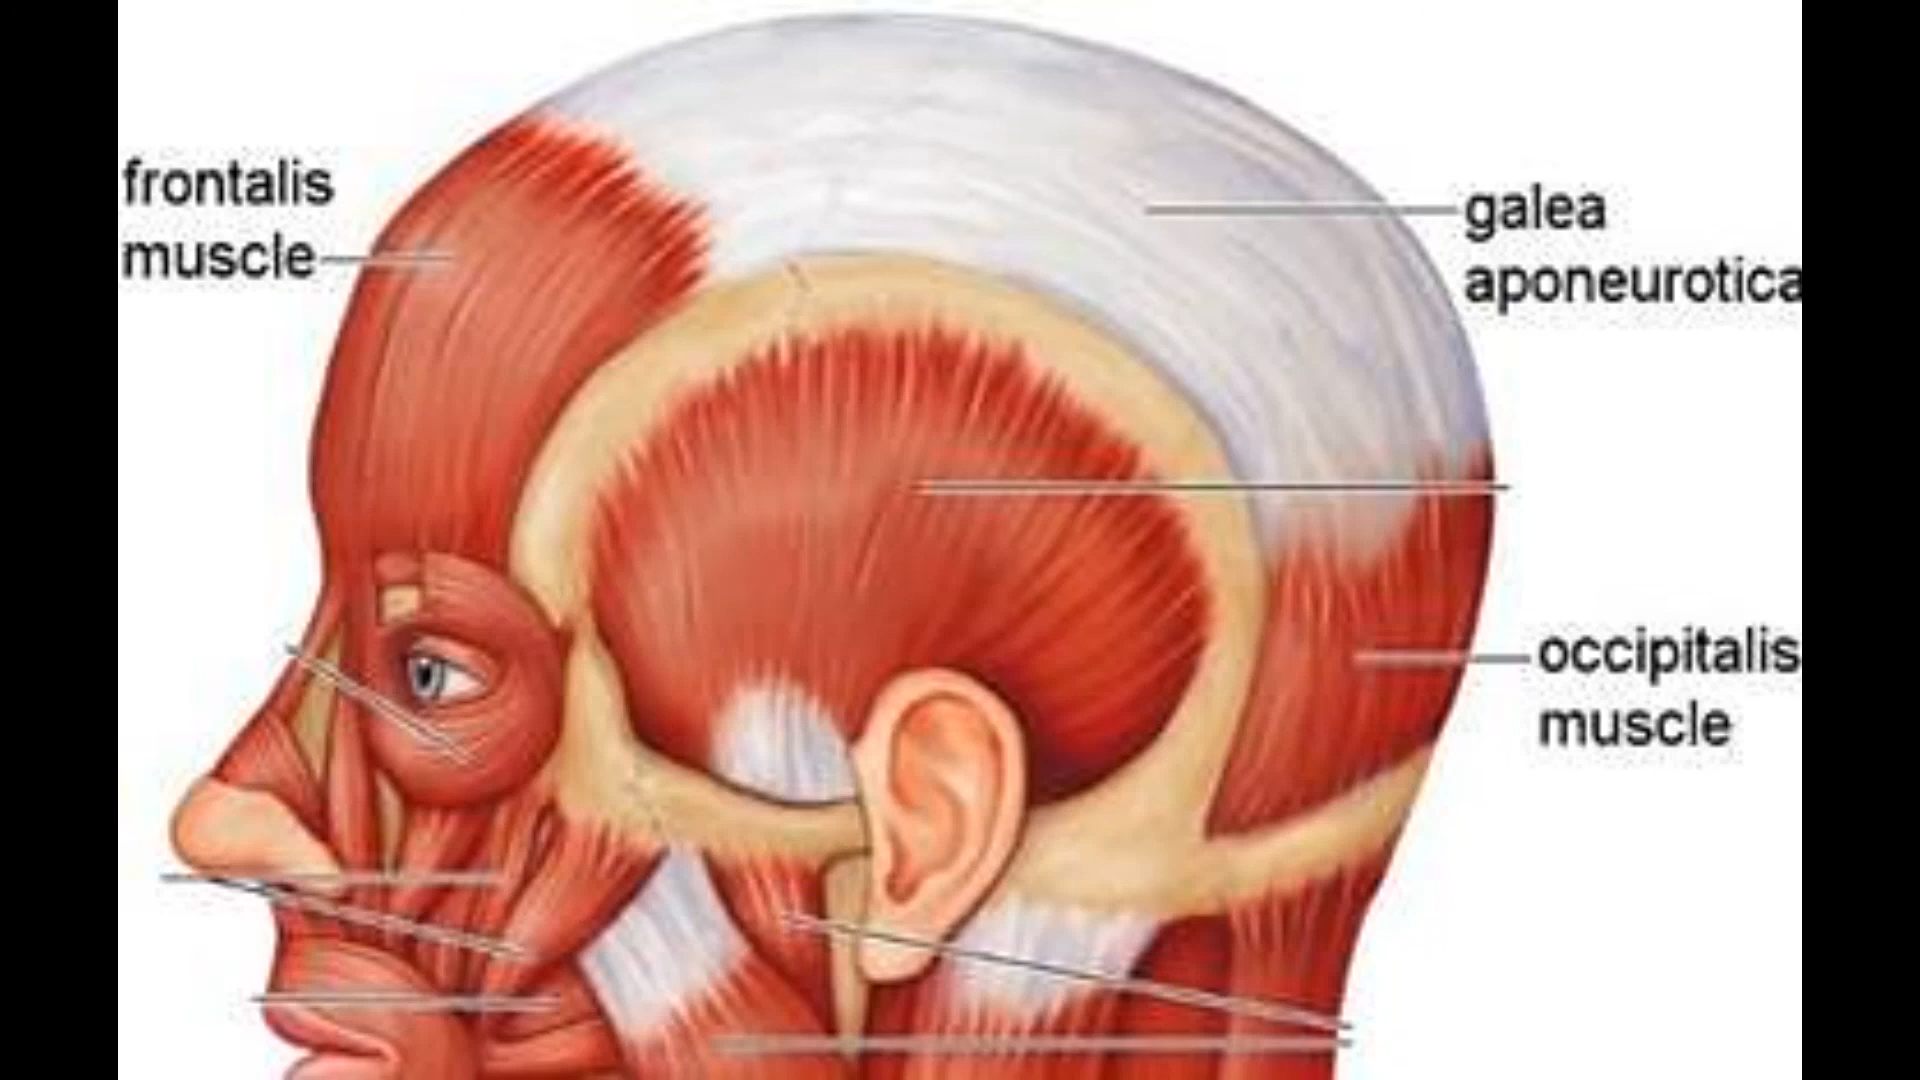 frontalis
muscle
galea
aponeurotica
occipitalis
muscle